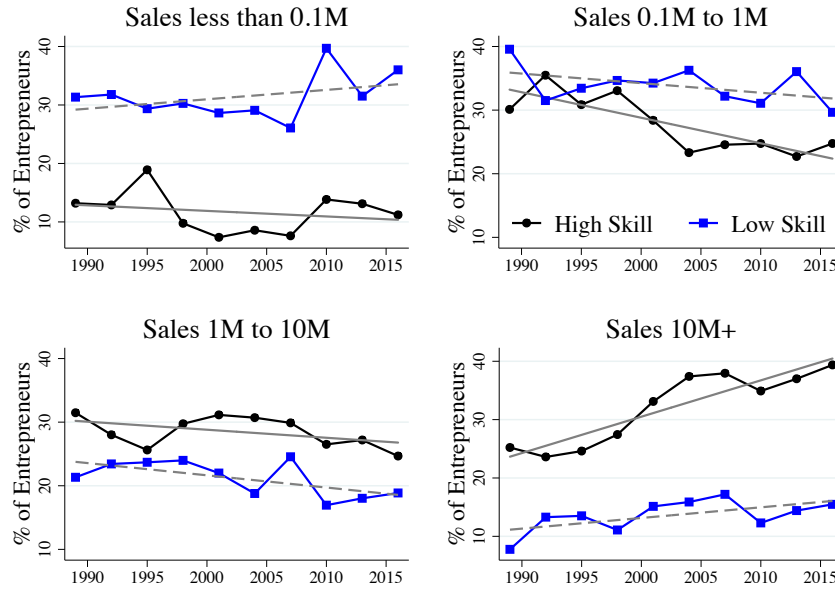 Sales less than 0.1M
% of Entrepreneurs
40
30
20
10
1990 1995 2000 2005 2010 2015
Sales 0.1M to 1M
% of Entrepreneurs
40
30
20
10
High Skill Low Skill
1990 1995 2000 2005 2010 2015
Sales 1M to 10M
% of Entrepreneurs
40
30
20
10
1990 1995 2000 2005 2010 2015
Sales 10M+
% of Entrepreneurs
40
30
20
10
1990 1995 2000 2005 2010 2015